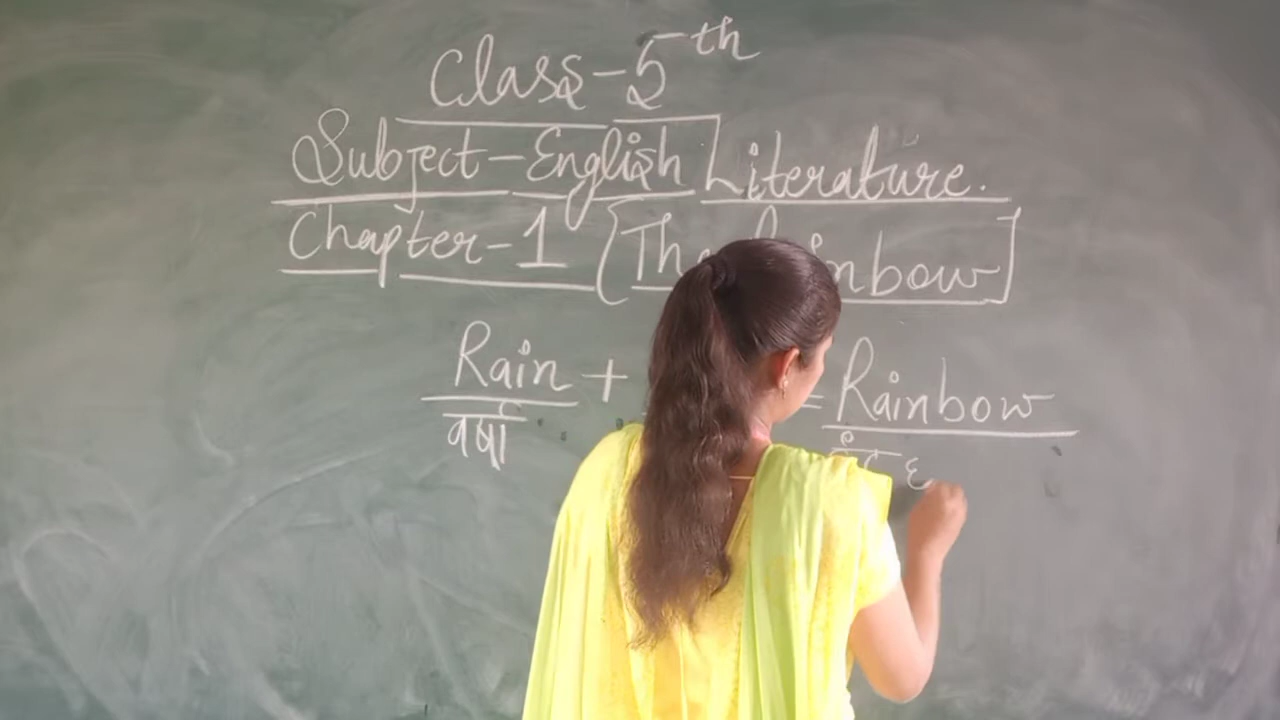 Class-5th
Subject-English Literature.
Chapter-1 [The Rainbow]
Rain + = Rainbow
वर्षा